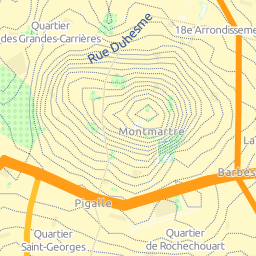 Quartier
des Grandes-Carrières
Rue Duhesme
18e Arrondisseme
Montmartre
La
Barbès
Pigalle
Quartier
Saint-Georges
Quartier
de Rochechouart